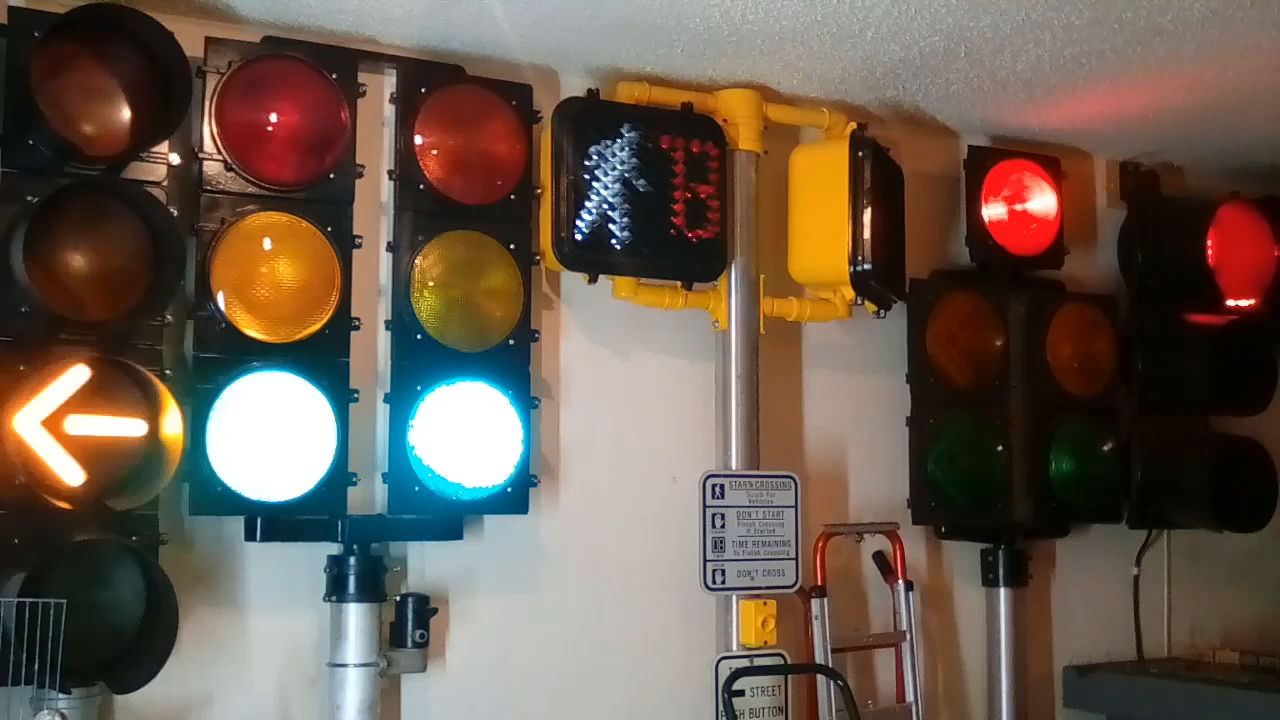 8
START CROSSING
Watch For
Vehicles
DON'T START
Finish Crossing
If Started
TIME REMAINING
To Finish Crossing
DON'T CROSS
STREET
PUSH BUTTON